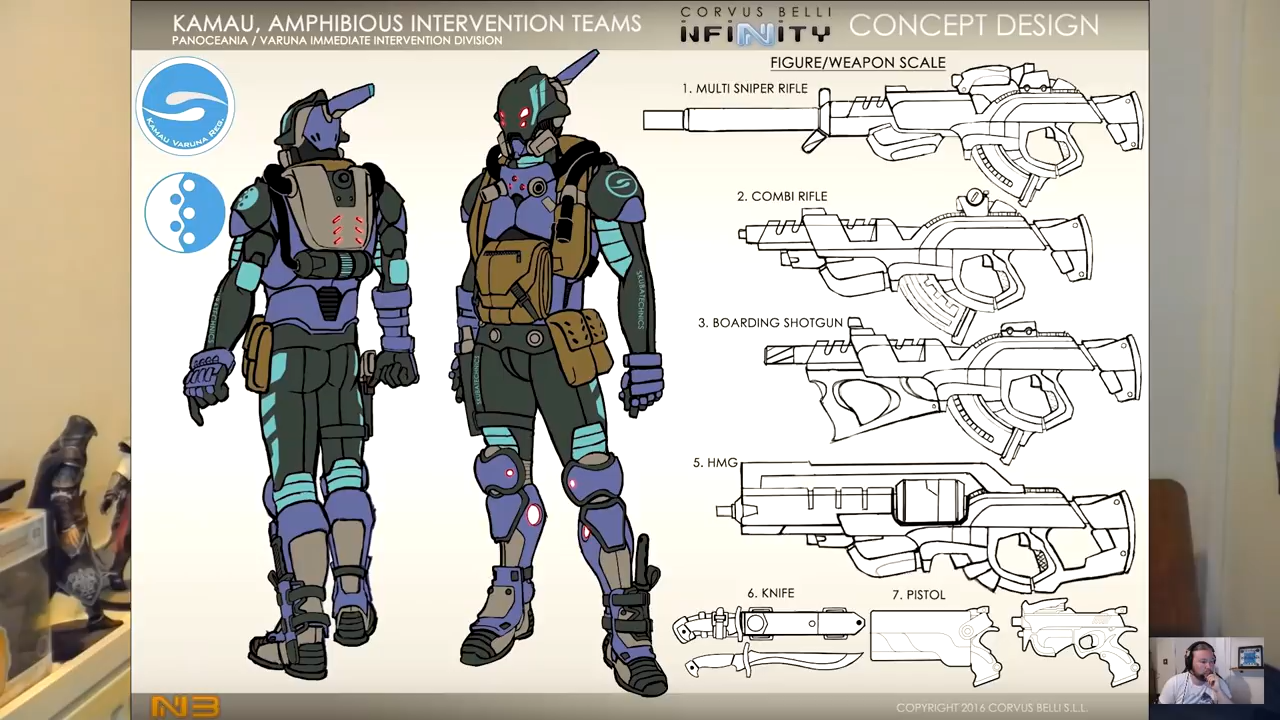 KAMAU, AMPHIBIOUS INTERVENTION TEAMS
PANOCEANIA / VARUNA IMMEDIATE INTERVENTION DIVISION
CORVUS BELLI
INFINITY
CONCEPT DESIGN
FIGURE/WEAPON SCALE
KAMAU VARUNA REG.
1. MULTI SNIPER RIFLE
2. COMBI RIFLE
SKUBATECHNICS
3. BOARDING SHOTGUN
5. HMG
6. KNIFE
7. PISTOL
N3
COPYRIGHT 2016 CORVUS BELLI S.L.L.